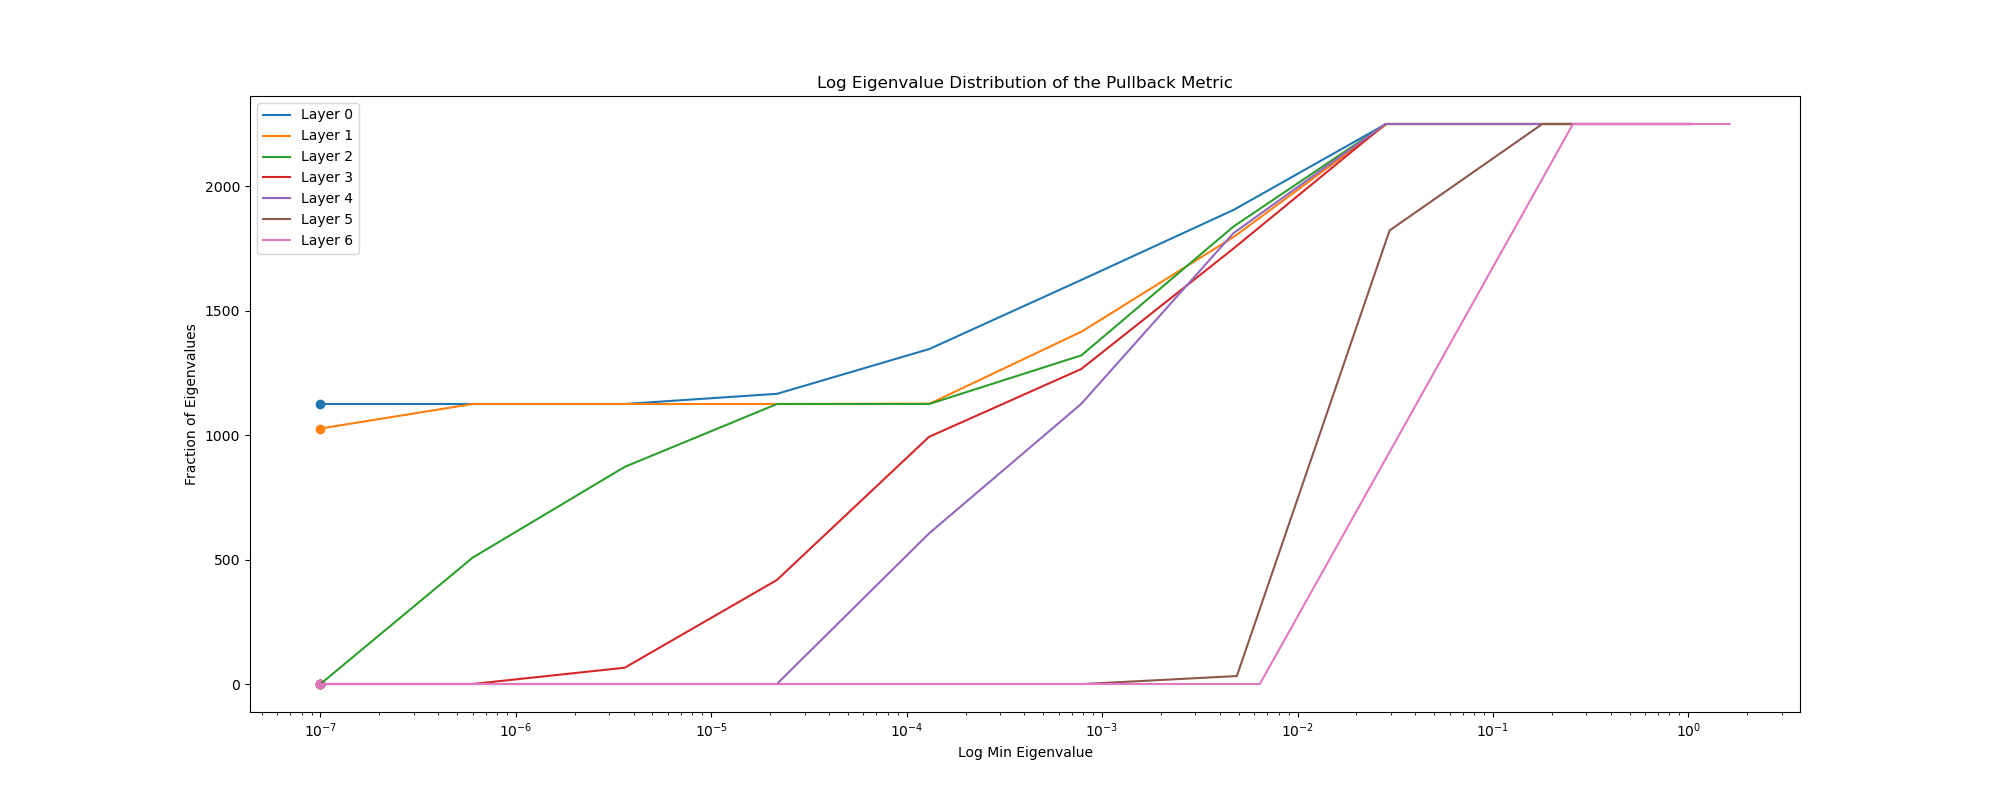 Log Eigenvalue Distribution of the Pullback Metric
Layer 0
Layer 1
Layer 2
Layer 3
Layer 4
Layer 5
Layer 6
Fraction of Eigenvalues
2000
1500
1000
500
0
10⁻⁷ 10⁻⁶ 10⁻⁵ 10⁻⁴ 10⁻³ 10⁻² 10⁻¹ 10⁰
Log Min Eigenvalue